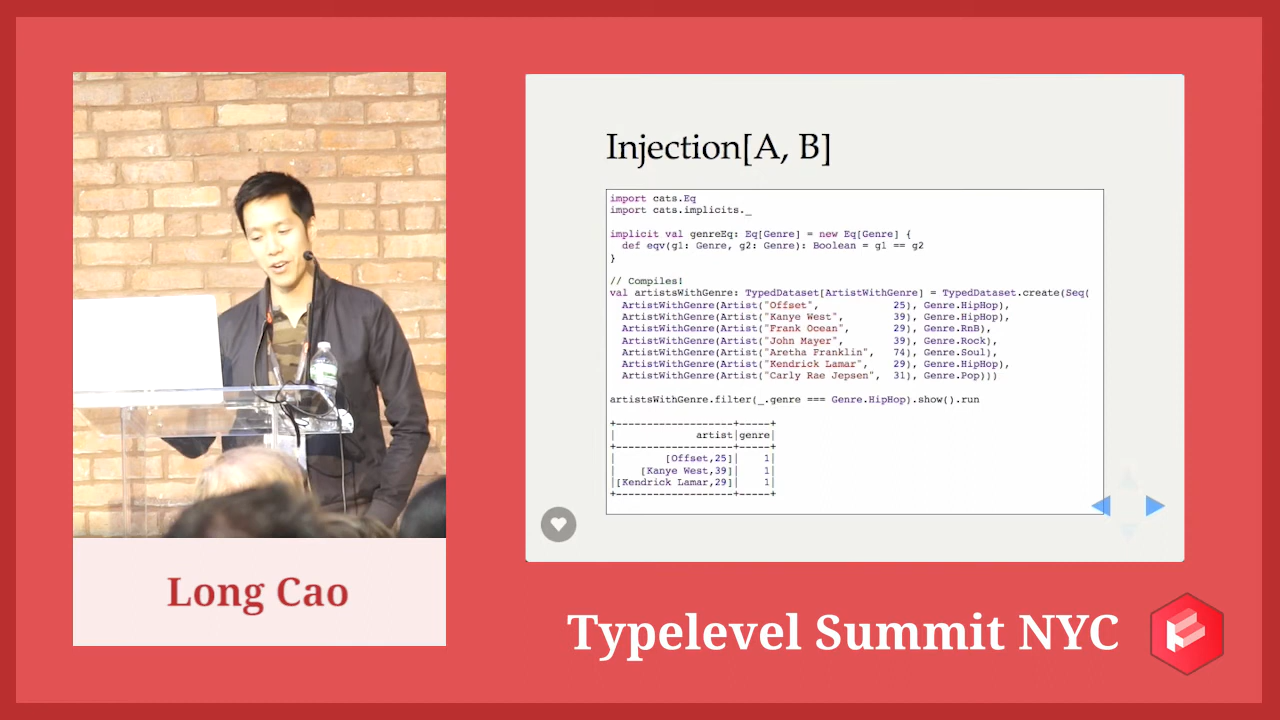 Injection[A, B]
import cats.Eq
import cats.implicits._
implicit val genreEq: Eq[Genre] = new Eq[Genre] {
  def eqv(g1: Genre, g2: Genre): Boolean = g1 == g2
}
// Compiles!
val artistsWithGenre: TypedDataset[ArtistWithGenre] = TypedDataset.create(Seq(
  ArtistWithGenre(Artist("Offset",           25), Genre.HipHop),
  ArtistWithGenre(Artist("Kanye West",       39), Genre.HipHop),
  ArtistWithGenre(Artist("Frank Ocean",      29), Genre.RnB),
  ArtistWithGenre(Artist("John Mayer",       39), Genre.Rock),
  ArtistWithGenre(Artist("Aretha Franklin",  74), Genre.Soul),
  ArtistWithGenre(Artist("Kendrick Lamar",   29), Genre.HipHop),
  ArtistWithGenre(Artist("Carly Rae Jepsen", 31), Genre.Pop)))
artistsWithGenre.filter(_.genre === Genre.HipHop).show().run
+-------------------+-----+
|             artist|genre|
+-------------------+-----+
|        [Offset,25]|    1|
|    [Kanye West,39]|    1|
|[Kendrick Lamar,29]|    1|
+-------------------+-----+
Long Cao
Typelevel Summit NYC